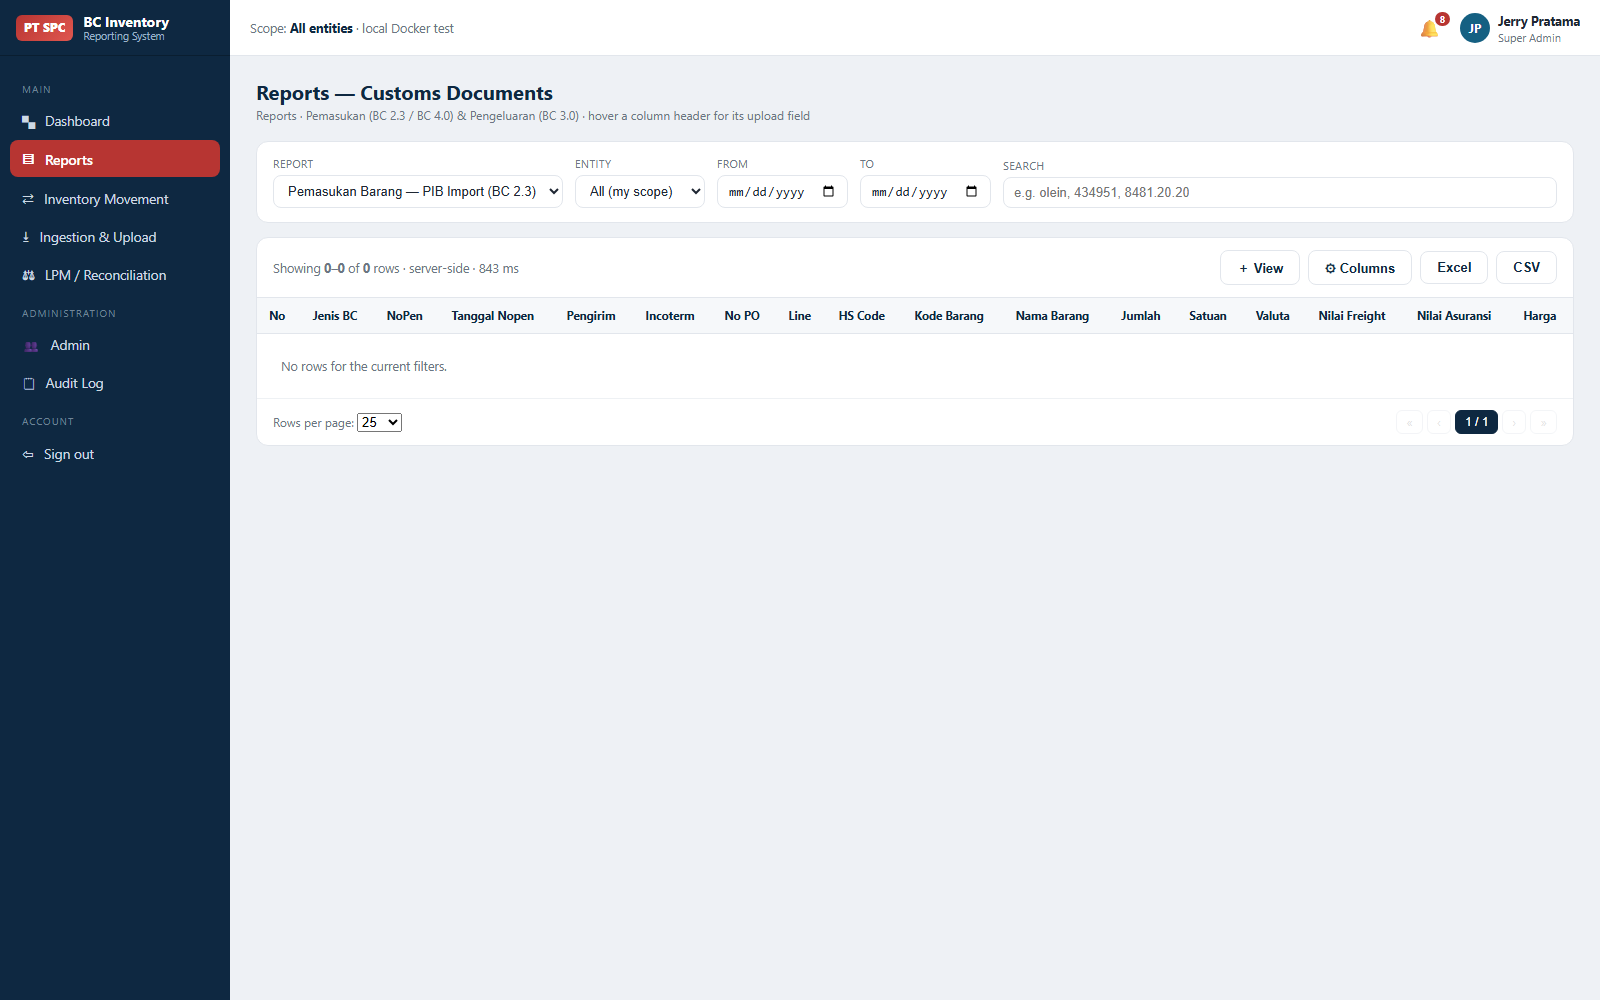 PT SPC
BC Inventory
Reporting System
Scope: All entities · local Docker test
8
JP
Jerry Pratama
Super Admin
MAIN
Dashboard
Reports
Inventory Movement
Ingestion & Upload
LPM / Reconciliation
ADMINISTRATION
Admin
Audit Log
ACCOUNT
Sign out
Reports — Customs Documents
Reports · Pemasukan (BC 2.3 / BC 4.0) & Pengeluaran (BC 3.0) · hover a column header for its upload field
REPORT ENTITY FROM TO SEARCH
Pemasukan Barang — PIB Import (BC 2.3) All (my scope) mm/dd/yyyy mm/dd/yyyy e.g. olein, 434951, 8481.20.20
Showing 0–0 of 0 rows · server-side · 843 ms
+ View Columns Excel CSV
No Jenis BC NoPen Tanggal Nopen Pengirim Incoterm No PO Line HS Code Kode Barang Nama Barang Jumlah Satuan Valuta Nilai Freight Nilai Asuransi Harga
No rows for the current filters.
Rows per page: 25
« ‹ 1 / 1 › »